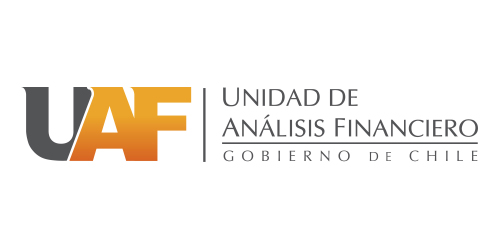 UAF
UNIDAD DE
ANÁLISIS FINANCIERO
GOBIERNO DE CHILE